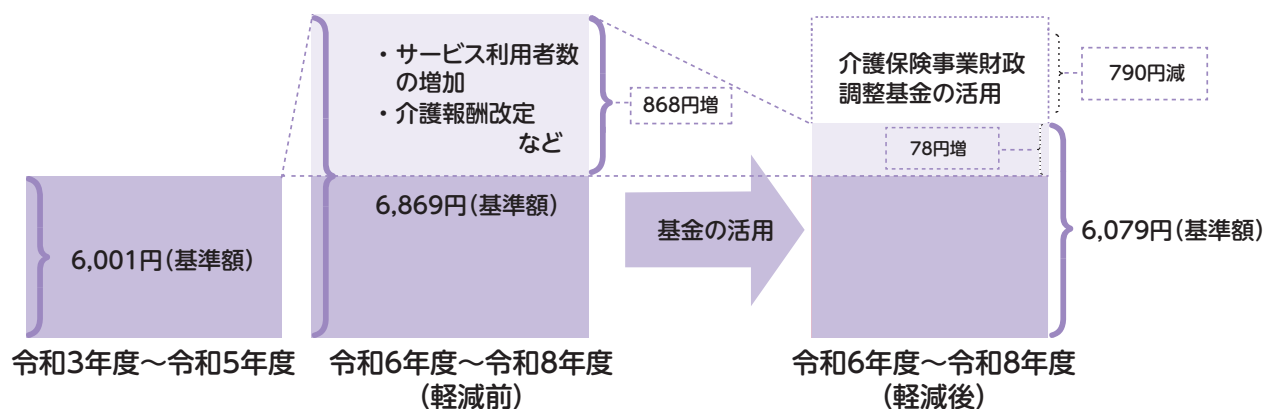 6,001円(基準額)
令和3年度～令和5年度
・サービス利用者数
の増加
・介護報酬改定
など
868円増
6,869円(基準額)
令和6年度～令和8年度
(軽減前)
基金の活用
介護保険事業財政
調整基金の活用
790円減
78円増
6,079円(基準額)
令和6年度～令和8年度
(軽減後)